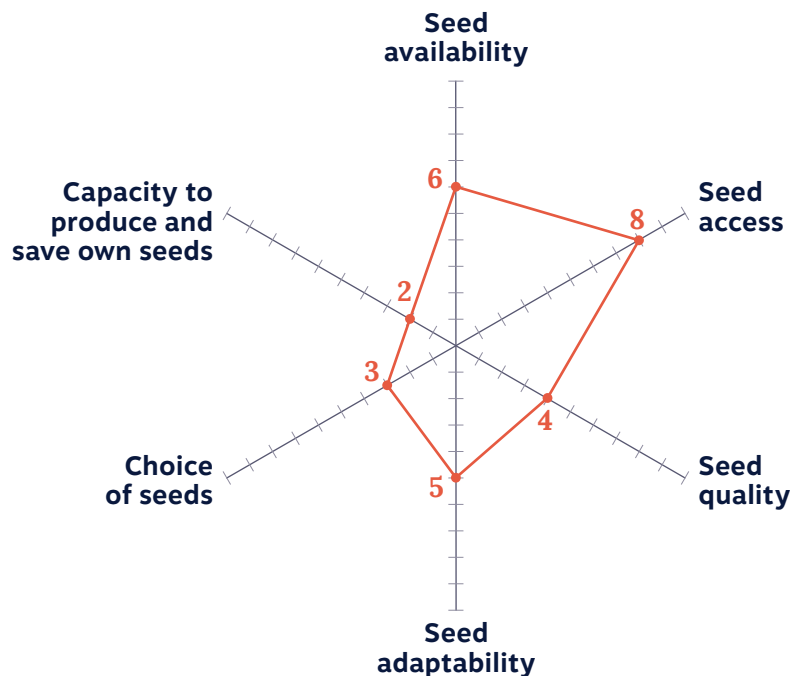 Seed
availability
6
Seed
access
8
Seed
quality
4
Seed
adaptability
5
Choice
of seeds
3
Capacity to
produce and
save own seeds
2